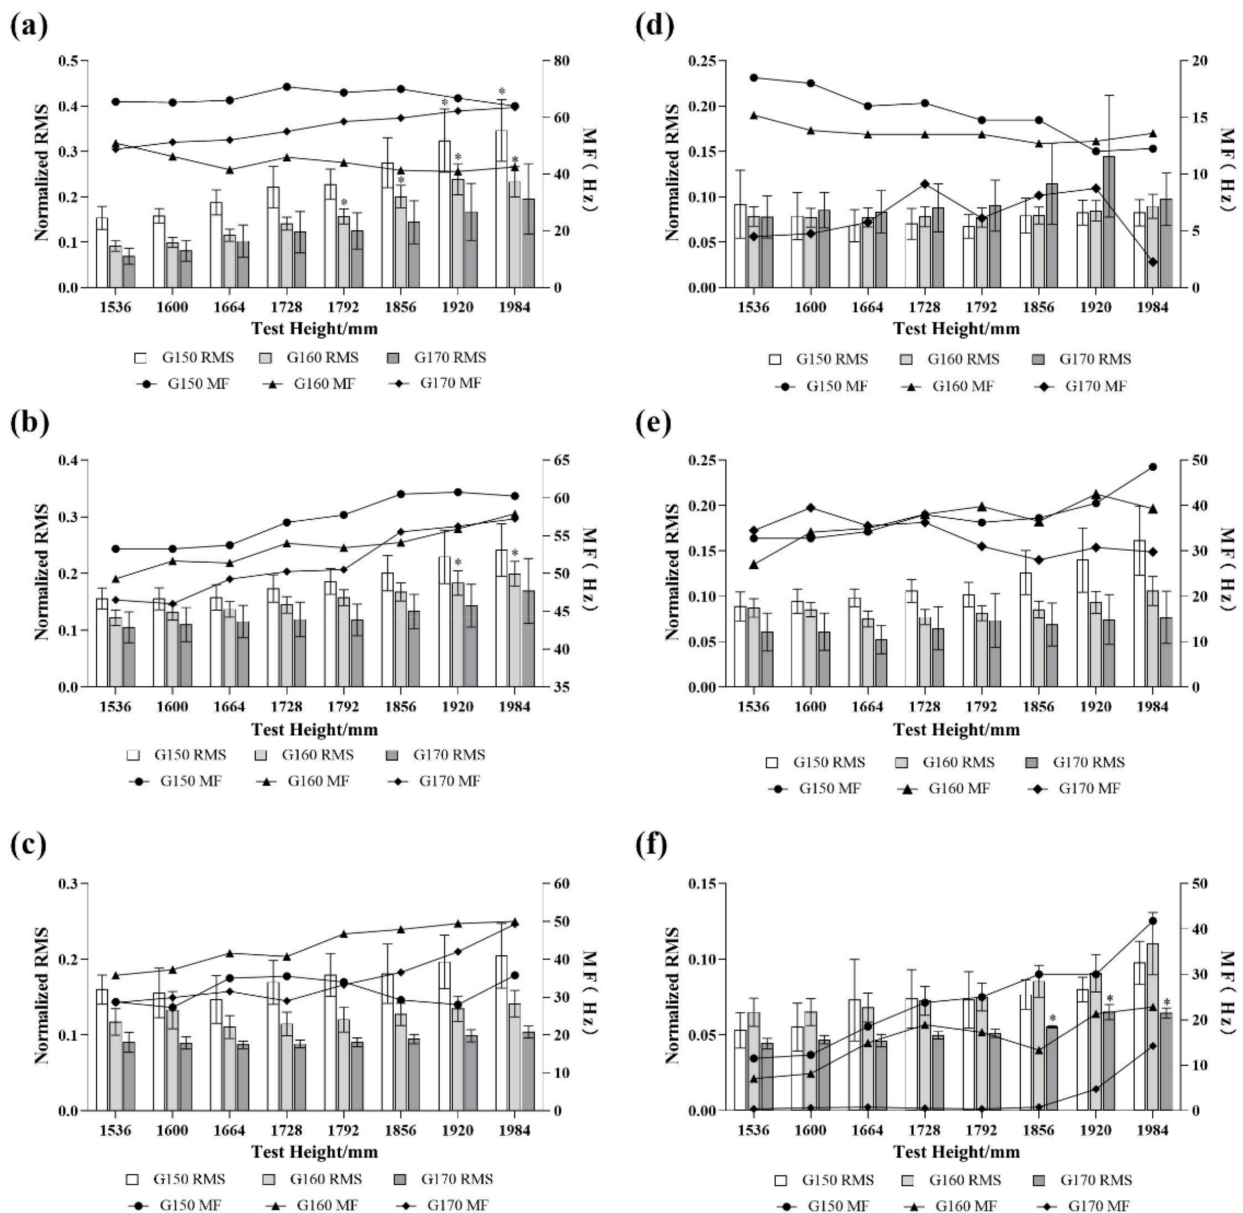 (a)
0.5
0.4
0.3
0.2
0.1
0.0
Normalized RMS
80
60
40
20
0
MF(Hz)
* * * * * *
1536 1600 1664 1728 1792 1856 1920 1984
Test Height/mm
G150 RMS G160 RMS G170 RMS
G150 MF G160 MF G170 MF
(d)
0.25
0.20
0.15
0.10
0.05
0.00
Normalized RMS
20
15
10
5
0
MF(Hz)
1536 1600 1664 1728 1792 1856 1920 1984
Test Height/mm
G150 RMS G160 RMS G170 RMS
G150 MF G160 MF G170 MF
(b)
0.4
0.3
0.2
0.1
0.0
Normalized RMS
65
60
55
50
45
40
35
MF(Hz)
* *
1536 1600 1664 1728 1792 1856 1920 1984
Test Height/mm
G150 RMS G160 RMS G170 RMS
G150 MF G160 MF G170 MF
(e)
0.25
0.20
0.15
0.10
0.05
0.00
Normalized RMS
50
40
30
20
10
0
MF(Hz)
1536 1600 1664 1728 1792 1856 1920 1984
Test Height/mm
G150 RMS G160 RMS G170 RMS
G150 MF G160 MF G170 MF
(c)
0.3
0.2
0.1
0.0
Normalized RMS
60
50
40
30
20
10
0
MF(Hz)
1536 1600 1664 1728 1792 1856 1920 1984
Test Height/mm
G150 RMS G160 RMS G170 RMS
G150 MF G160 MF G170 MF
(f)
0.15
0.10
0.05
0.00
Normalized RMS
50
40
30
20
10
0
MF(Hz)
* * *
1536 1600 1664 1728 1792 1856 1920 1984
Test Height/mm
G150 RMS G160 RMS G170 RMS
G150 MF G160 MF G170 MF